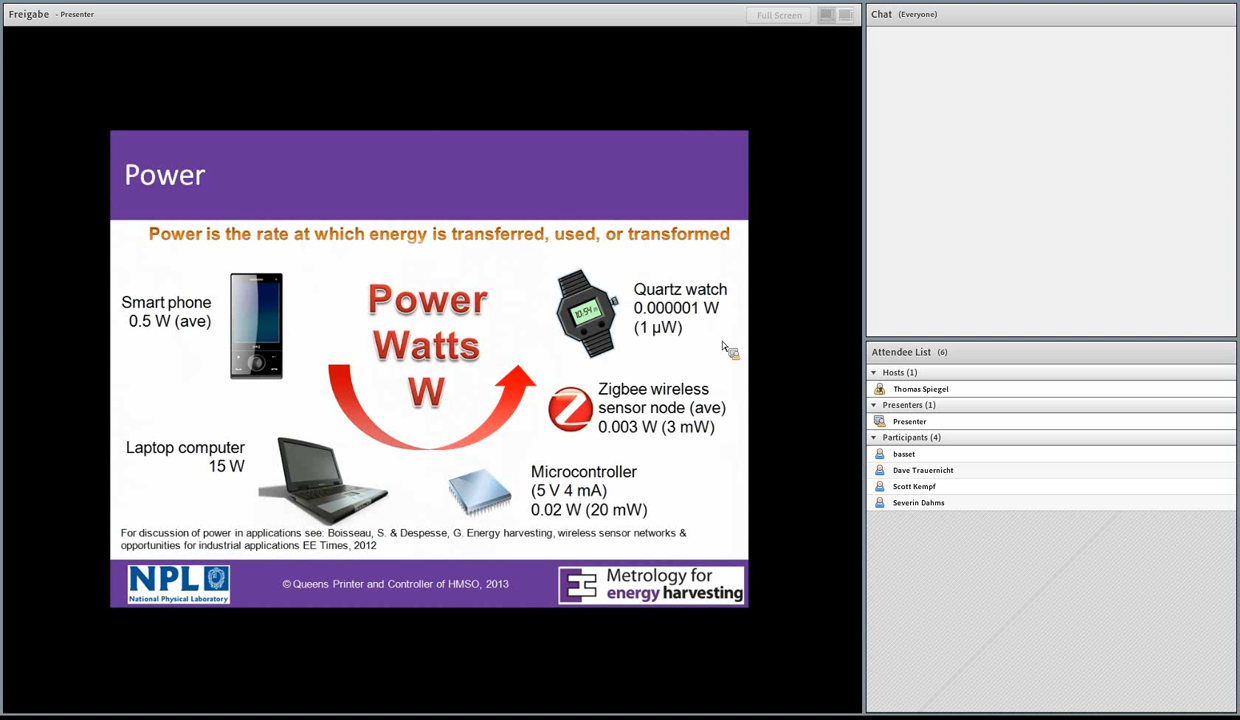 Freigabe - Presenter
Full Screen
Power
Power is the rate at which energy is transferred, used, or transformed
Smart phone
0.5 W (ave)
Power
Watts
W
Quartz watch
0.000001 W
(1 µW)
Zigbee wireless
sensor node (ave)
0.003 W (3 mW)
Laptop computer
15 W
Microcontroller
(5 V 4 mA)
0.02 W (20 mW)
For discussion of power in applications see: Boisseau, S. & Despesse, G. Energy harvesting, wireless sensor networks &
opportunities for industrial applications EE Times, 2012
NPL
National Physical Laboratory
© Queens Printer and Controller of HMSO, 2013
Metrology for
energy harvesting
Chat (Everyone)
Attendee List (6)
Hosts (1)
Thomas Spiegel
Presenters (1)
Presenter
Participants (4)
basset
Dave Trauernicht
Scott Kempf
Severin Dahms